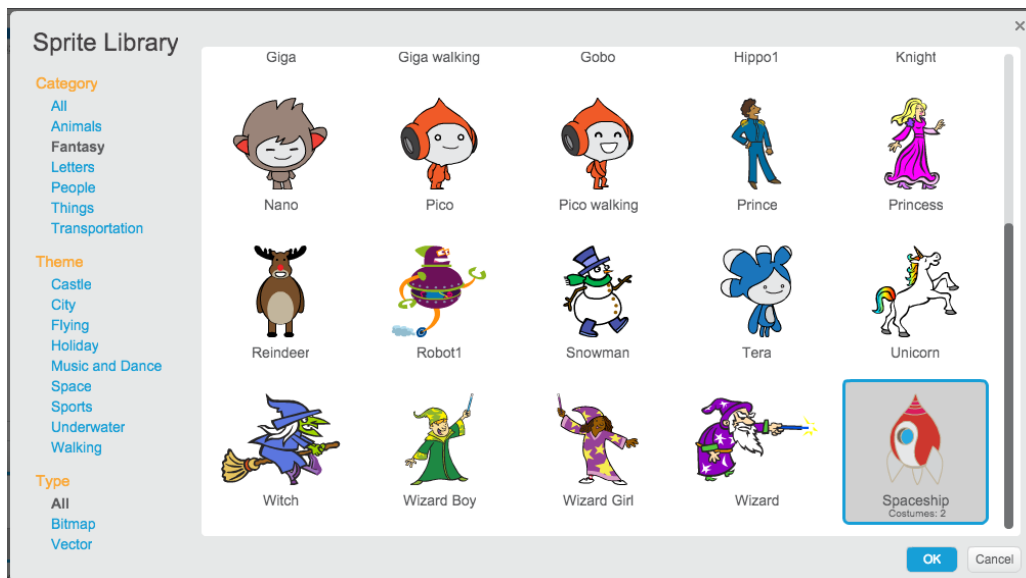 ×
Sprite Library
Category
All
Animals
Fantasy
Letters
People
Things
Transportation
Theme
Castle
City
Flying
Holiday
Music and Dance
Space
Sports
Underwater
Walking
Type
All
Bitmap
Vector
Giga Giga walking Gobo Hippo1 Knight
Nano Pico Pico walking Prince Princess
Reindeer Robot1 Snowman Tera Unicorn
Witch Wizard Boy Wizard Girl Wizard Spaceship
Costumes: 2
OK Cancel